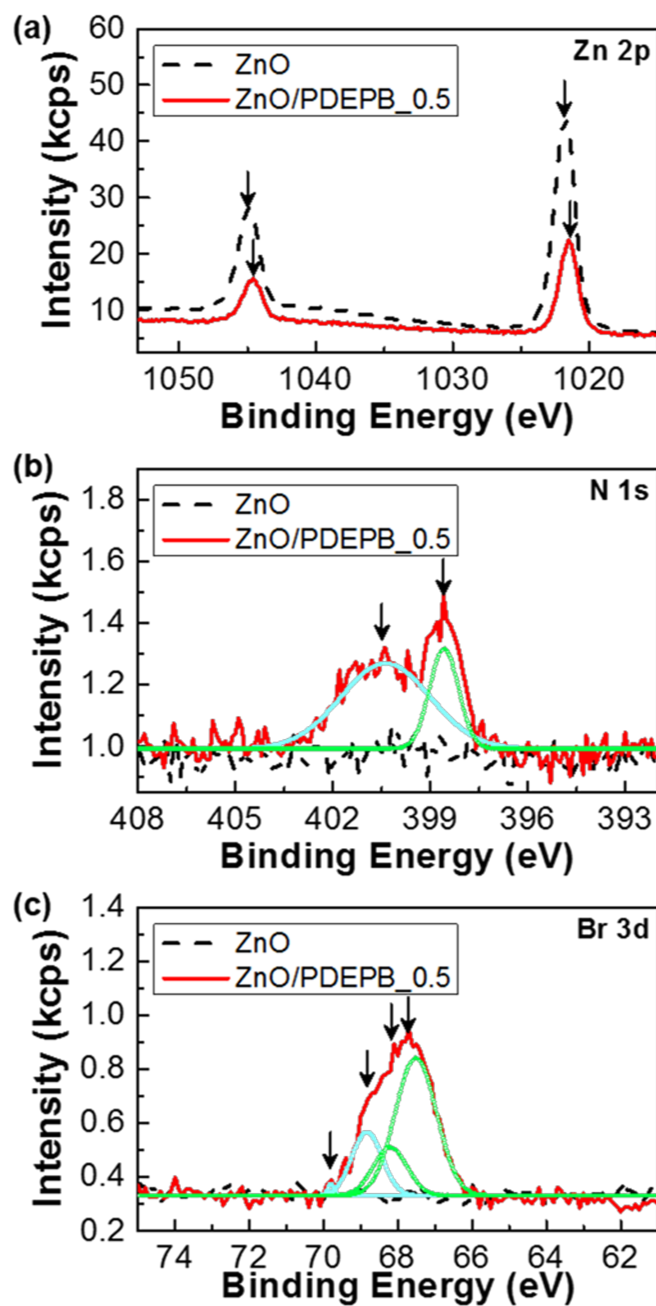 (a)
Zn 2p
ZnO
ZnO/PDEPB_0.5
60
50
40
30
20
10
Intensity (kcps)
1050 1040 1030 1020
Binding Energy (eV)
(b)
N 1s
ZnO
ZnO/PDEPB_0.5
1.8
1.6
1.4
1.2
1.0
Intensity (kcps)
408 405 402 399 396 393
Binding Energy (eV)
(c)
Br 3d
ZnO
ZnO/PDEPB_0.5
1.4
1.2
1.0
0.8
0.6
0.4
0.2
Intensity (kcps)
74 72 70 68 66 64 62
Binding Energy (eV)